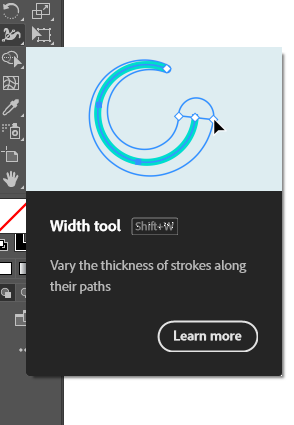 Width tool Shift+W
Vary the thickness of strokes along
their paths
Learn more